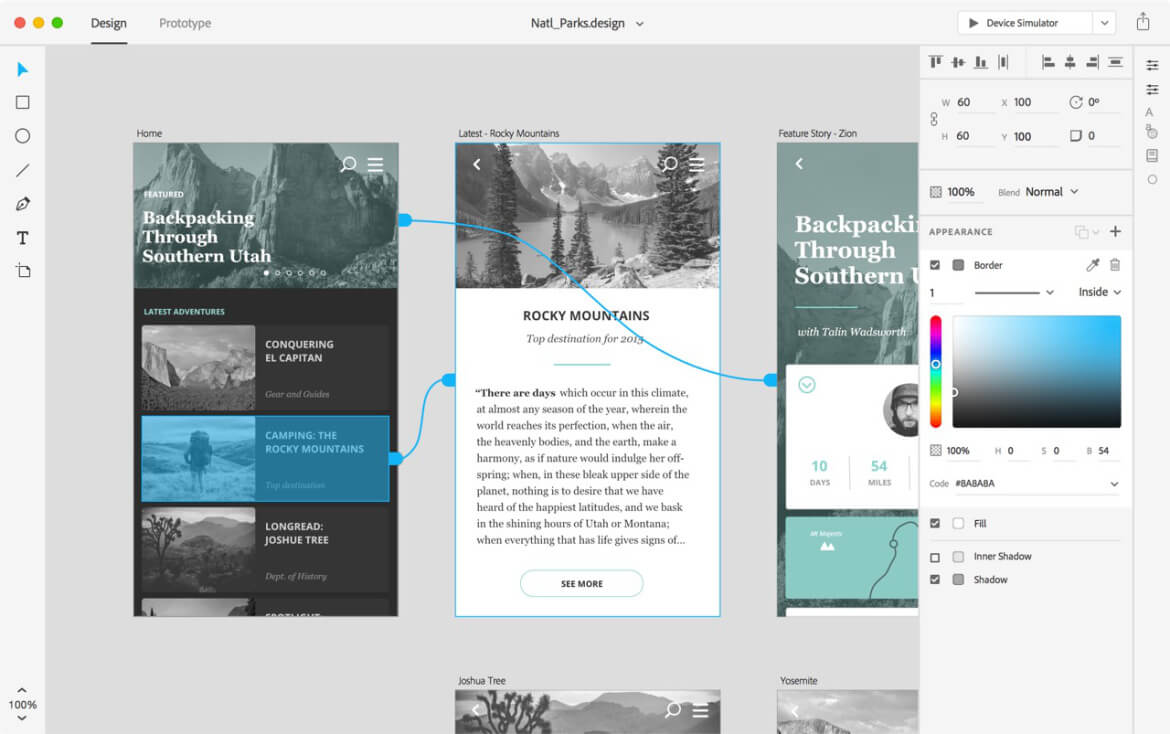 Design
Prototype
Natl_Parks.design
Device Simulator
Home
FEATURED
Backpacking
Through
Southern Utah
LATEST ADVENTURES
CONQUERING
EL CAPITAN
Gear and Guides
CAMPING: THE
ROCKY MOUNTAINS
Top destination
LONGREAD:
JOSHUE TREE
Dept. of History
SPOTLIGHT
Latest - Rocky Mountains
ROCKY MOUNTAINS
Top destination for 2015
“There are days which occur in this climate,
at almost any season of the year, wherein the
world reaches its perfection, when the air,
the heavenly bodies, and the earth, make a
harmony, as if nature would indulge her off-
spring; when, in these bleak upper side of the
planet, nothing is to desire that we have
heard of the happiest latitudes, and we bask
in the shining hours of Utah or Montana;
when everything that has life gives signs of...
SEE MORE
Feature Story - Zion
Backpacki
Through
Southern U
with Talin Wadsworth
10
DAYS
54
MILES
Mt Majestic
Joshua Tree
Yosemite
100%
W 60 X 100 0°
H 60 Y 100 0
100% Blend Normal
APPEARANCE
Border
1 Inside
100% H 0 S 0 B 54
Code #8A8A8A
Fill
Inner Shadow
Shadow
T
A